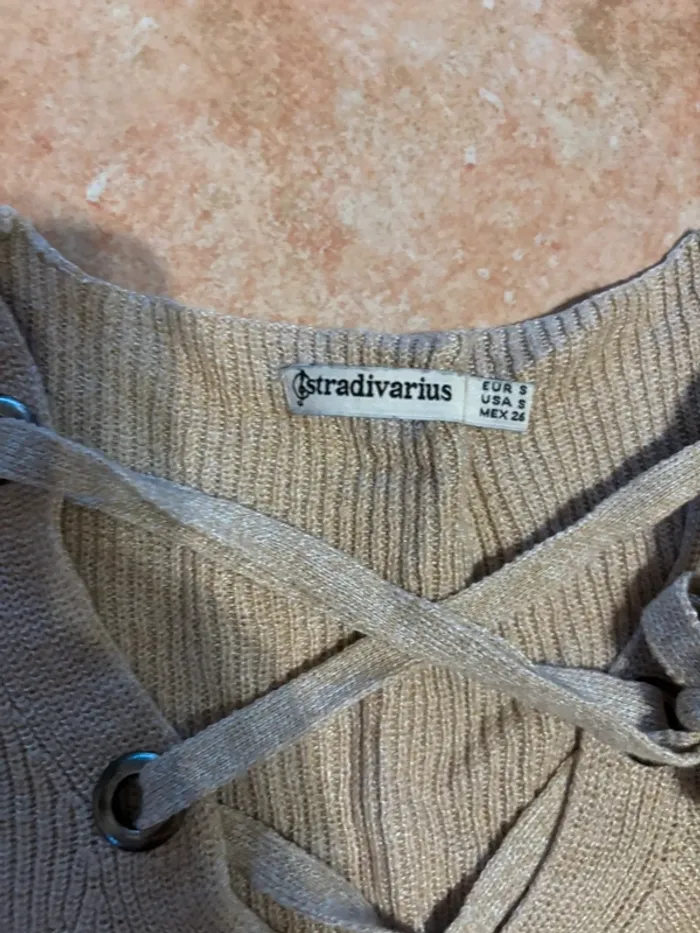 stradivarius
EUR S
USA S
MEX 26